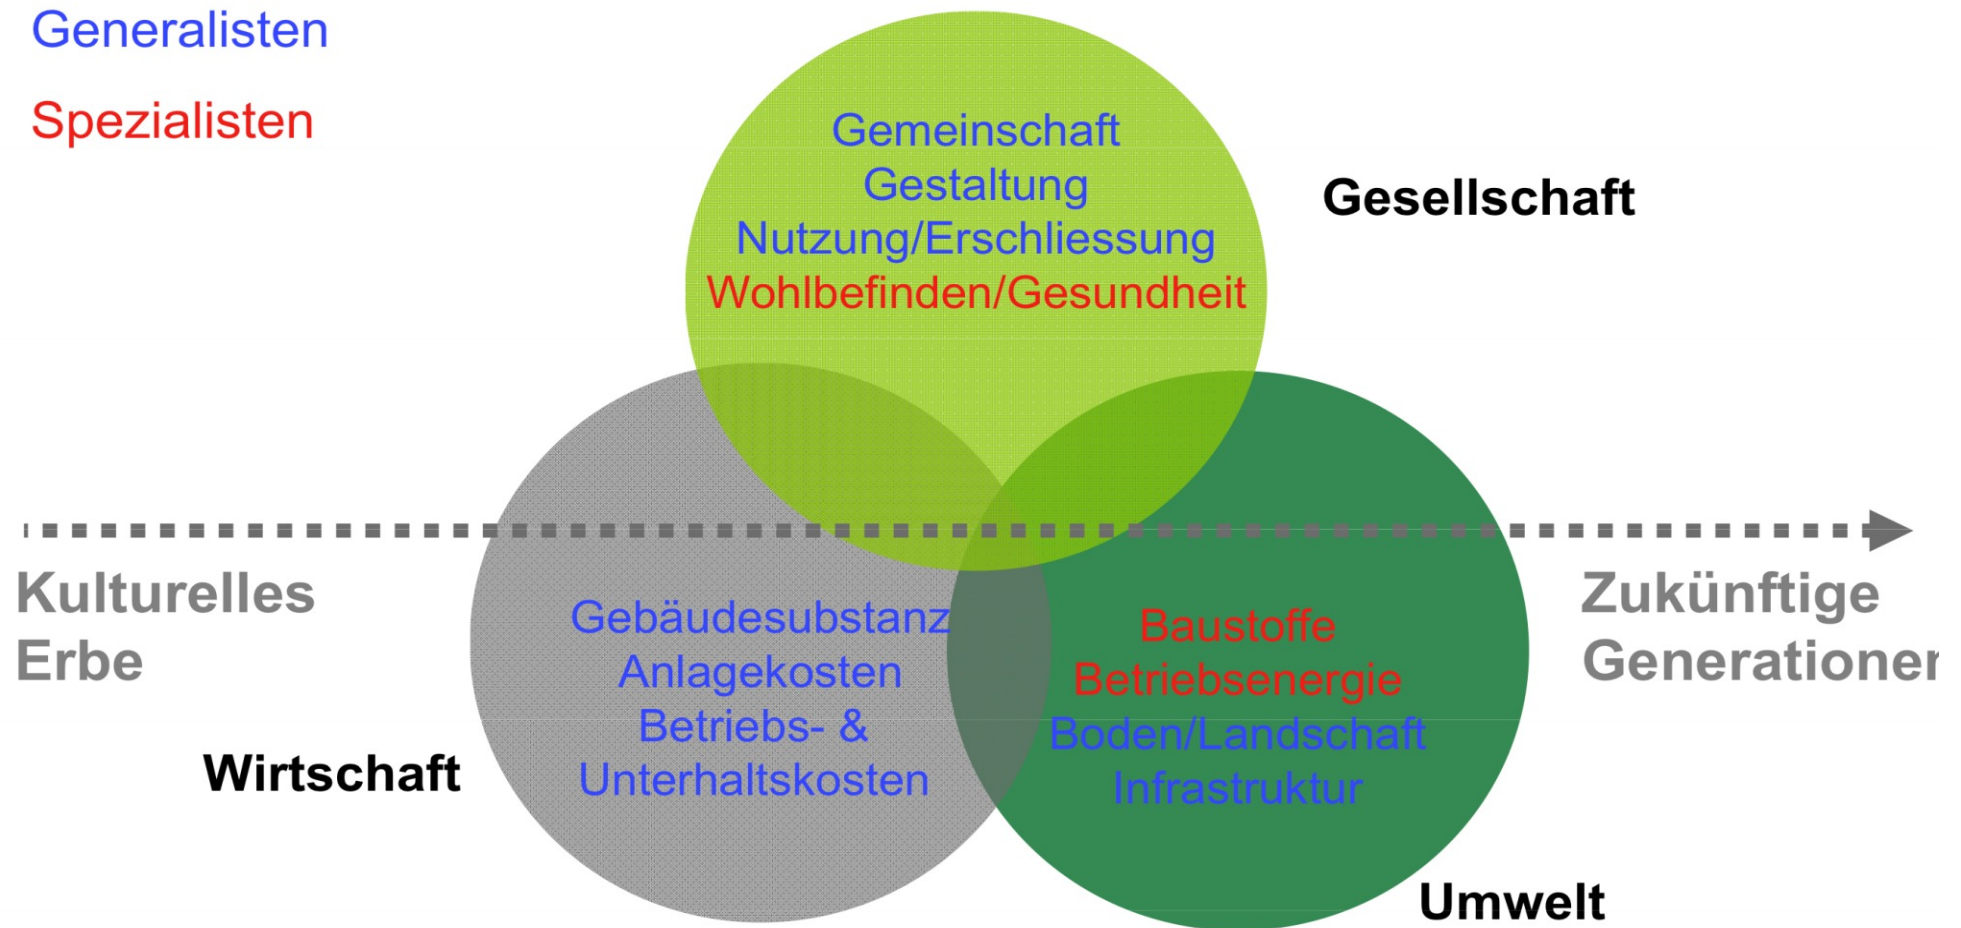 Generalisten
Spezialisten
Gemeinschaft
Gestaltung
Nutzung/Erschliessung
Wohlbefinden/Gesundheit
Gesellschaft
Kulturelles
Erbe
Zukünftige
Generationen
Gebäudesubstanz
Anlagekosten
Betriebs- &
Unterhaltskosten
Baustoffe
Betriebsenergie
Boden/Landschaft
Infrastruktur
Wirtschaft
Umwelt